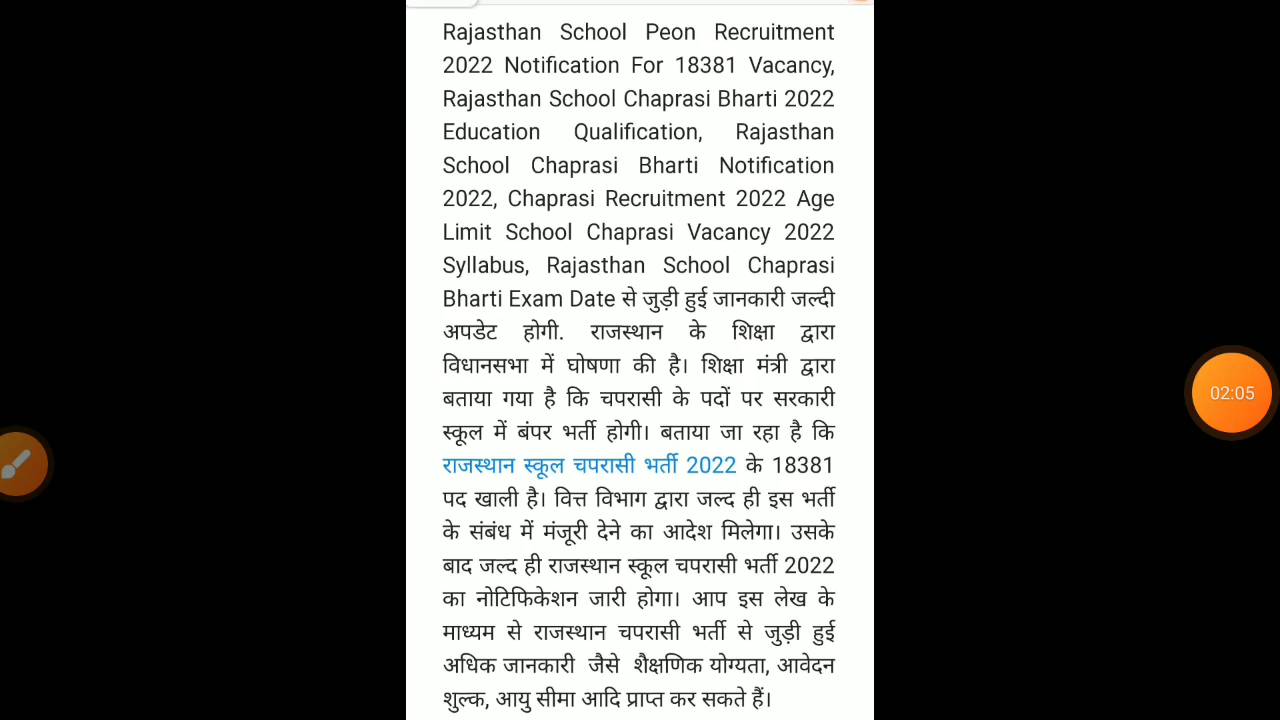 Rajasthan School Peon Recruitment
2022 Notification For 18381 Vacancy,
Rajasthan School Chaprasi Bharti 2022
Education Qualification, Rajasthan
School Chaprasi Bharti Notification
2022, Chaprasi Recruitment 2022 Age
Limit School Chaprasi Vacancy 2022
Syllabus, Rajasthan School Chaprasi
Bharti Exam Date से जुड़ी हुई जानकारी जल्दी
अपडेट होगी. राजस्थान के शिक्षा द्वारा
विधानसभा में घोषणा की है। शिक्षा मंत्री द्वारा
बताया गया है कि चपरासी के पदों पर सरकारी
स्कूल में बंपर भर्ती होगी। बताया जा रहा है कि
राजस्थान स्कूल चपरासी भर्ती 2022 के 18381
पद खाली है। वित्त विभाग द्वारा जल्द ही इस भर्ती
के संबंध में मंजूरी देने का आदेश मिलेगा। उसके
बाद जल्द ही राजस्थान स्कूल चपरासी भर्ती 2022
का नोटिफिकेशन जारी होगा। आप इस लेख के
माध्यम से राजस्थान चपरासी भर्ती से जुड़ी हुई
अधिक जानकारी जैसे शैक्षणिक योग्यता, आवेदन
शुल्क, आयु सीमा आदि प्राप्त कर सकते हैं।
02:05